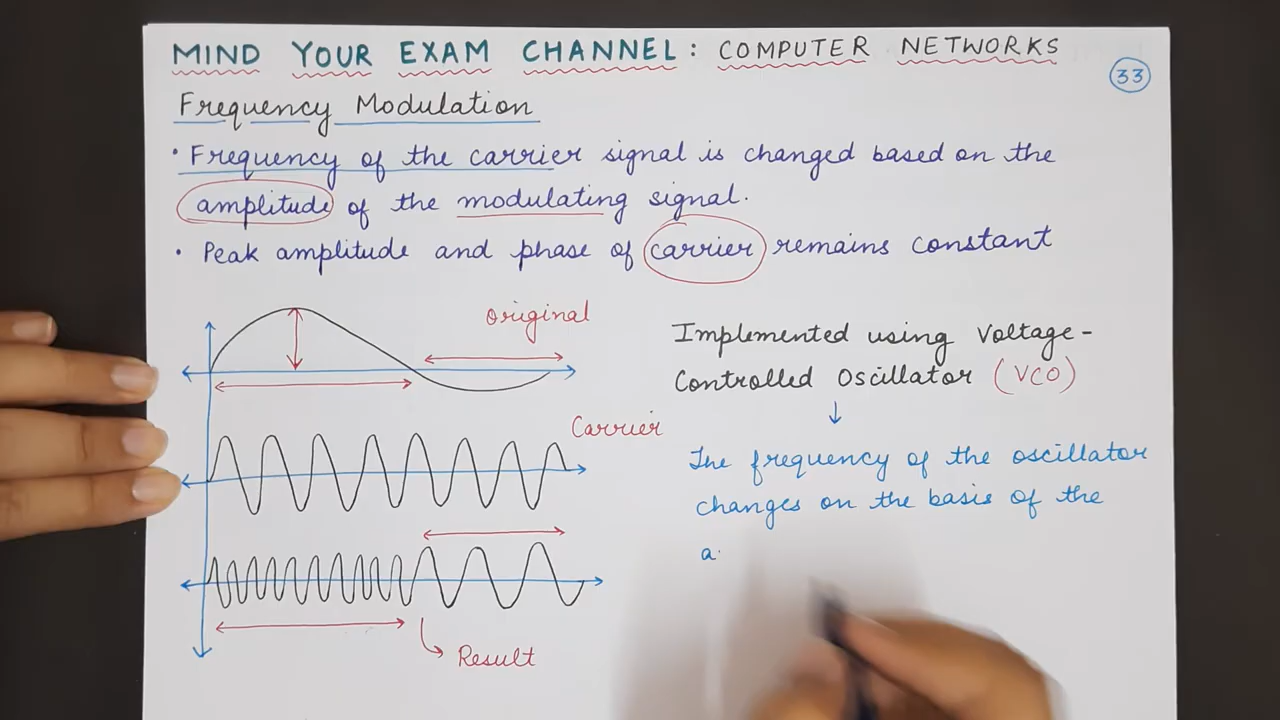 MIND YOUR EXAM CHANNEL: COMPUTER NETWORKS
33
Frequency Modulation
• Frequency of the carrier signal is changed based on the
amplitude of the modulating signal.
• Peak amplitude and phase of carrier remains constant
original
Carrier
Result
Implemented using Voltage-
Controlled Oscillator (VCO)
The frequency of the oscillator
changes on the basis of the
a